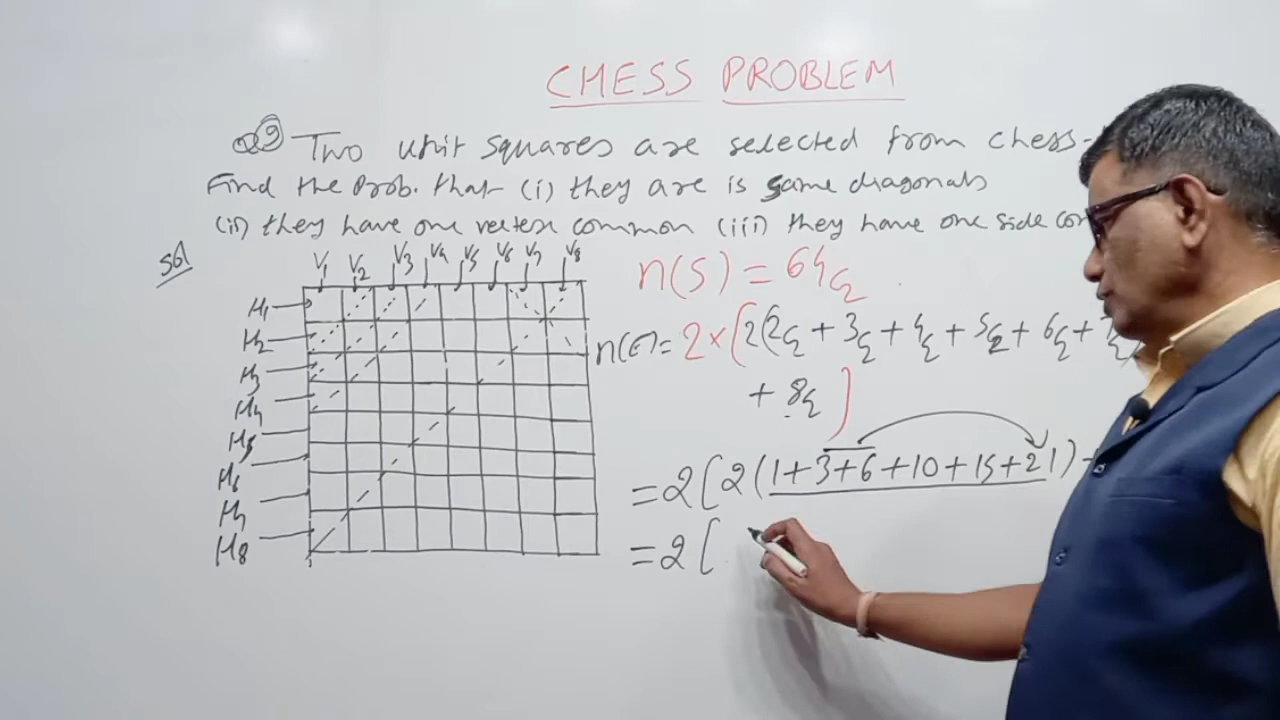 CHESS PROBLEM
Q9 Two unit squares are selected from chess-
Find the Prob. that (i) they are is same diagonals
(ii) they have one vertex common (iii) they have one side com
Sol
V1 V2 V3 V4 V5 V6 V7 V8
H1
H2
H3
H4
H5
H6
H7
H8
n(S) = 64C2
n(E) = 2×(2(2C2 + 3C2 + 4C2 + 5C2 + 6C2 +
+ 8C2)
= 2[2(1+3+6+10+15+21)+
= 2[